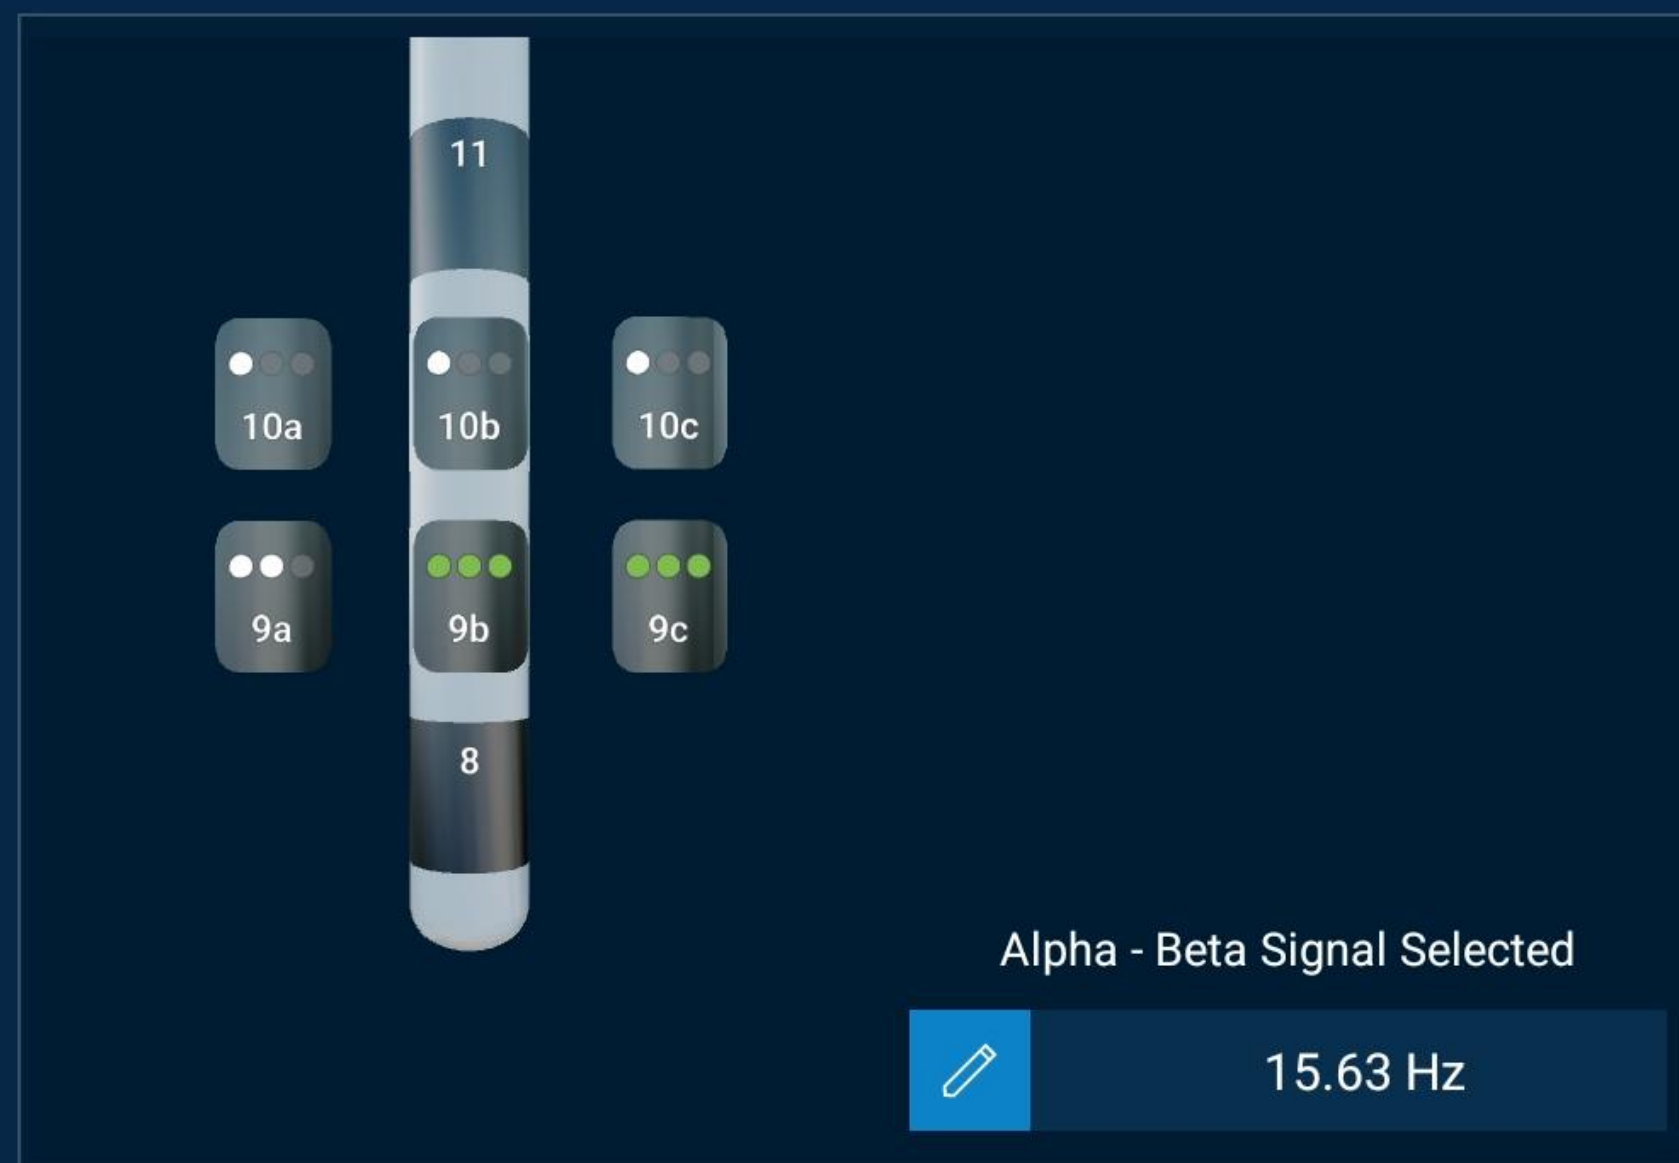 11
10a 10b 10c
9a 9b 9c
8
Alpha - Beta Signal Selected
15.63 Hz